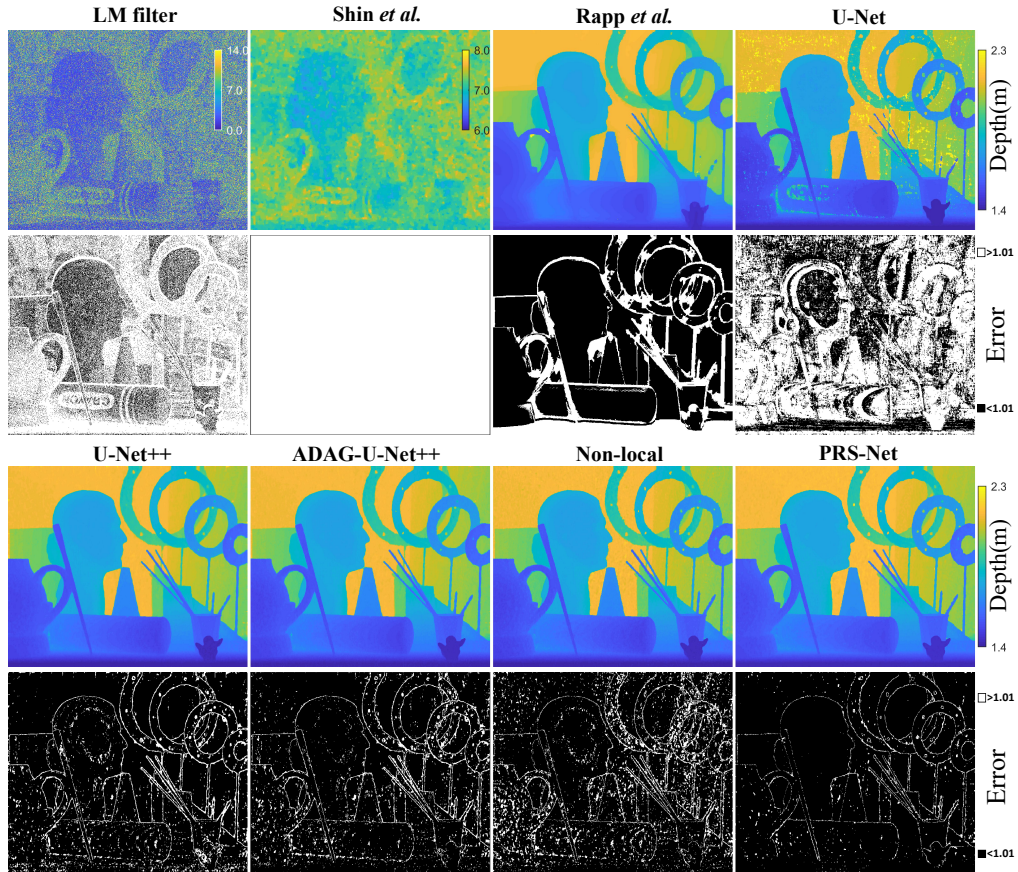 LM filter
Shin et al.
Rapp et al.
U-Net
14.0
7.0
0.0
8.0
7.0
6.0
2.3
Depth(m)
1.4
>1.01
Error
<1.01
CRAYON
U-Net++
ADAG-U-Net++
Non-local
PRS-Net
2.3
Depth(m)
1.4
>1.01
Error
<1.01